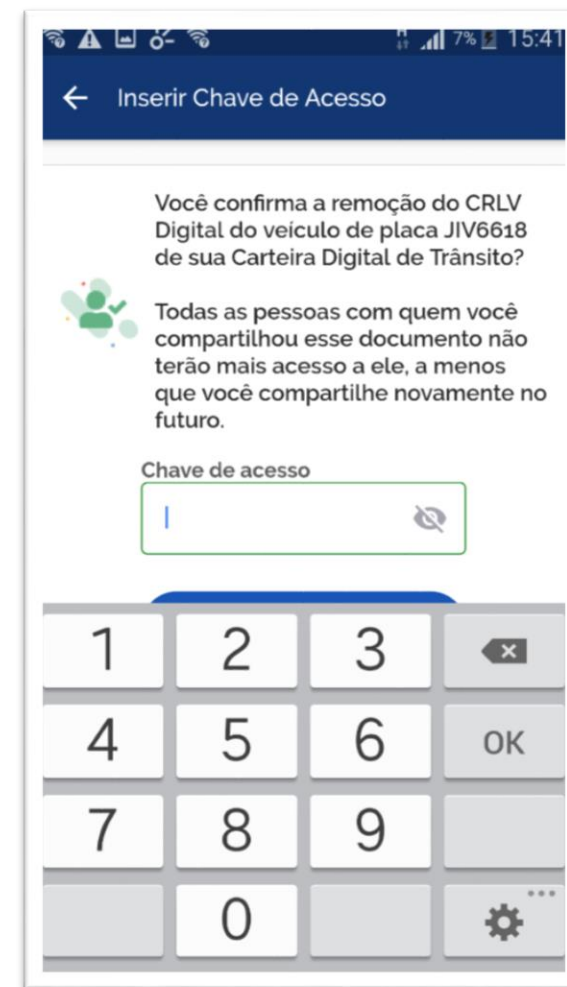 7% 15:41
← Inserir Chave de Acesso
Você confirma a remoção do CRLV
Digital do veículo de placa JIV6618
de sua Carteira Digital de Trânsito?
Todas as pessoas com quem você
compartilhou esse documento não
terão mais acesso a ele, a menos
que você compartilhe novamente no
futuro.
Chave de acesso
1 2 3
4 5 6 OK
7 8 9
0